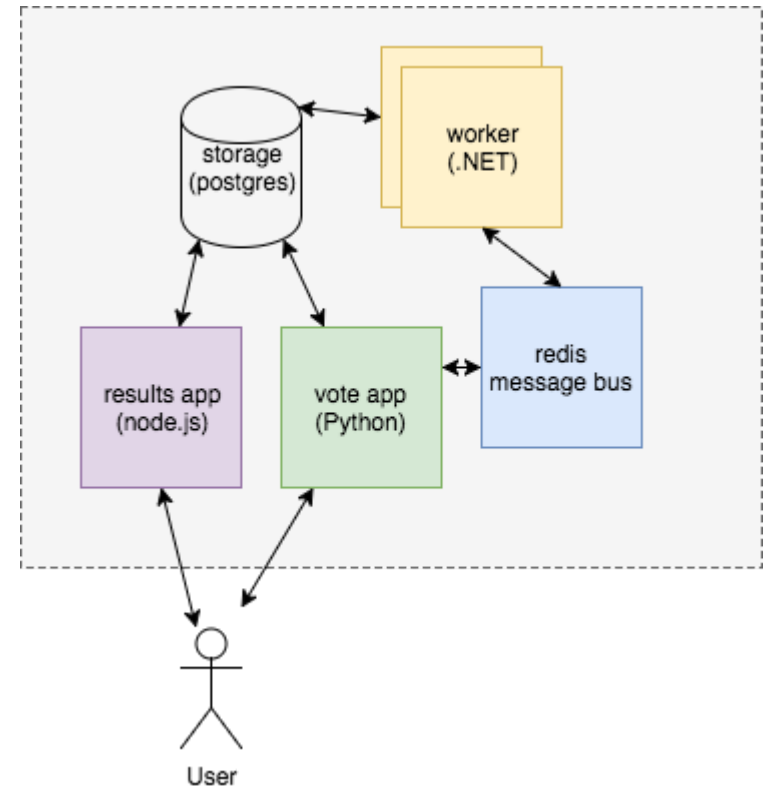 worker
(.NET)
storage
(postgres)
redis
message bus
results app
(node.js)
vote app
(Python)
User